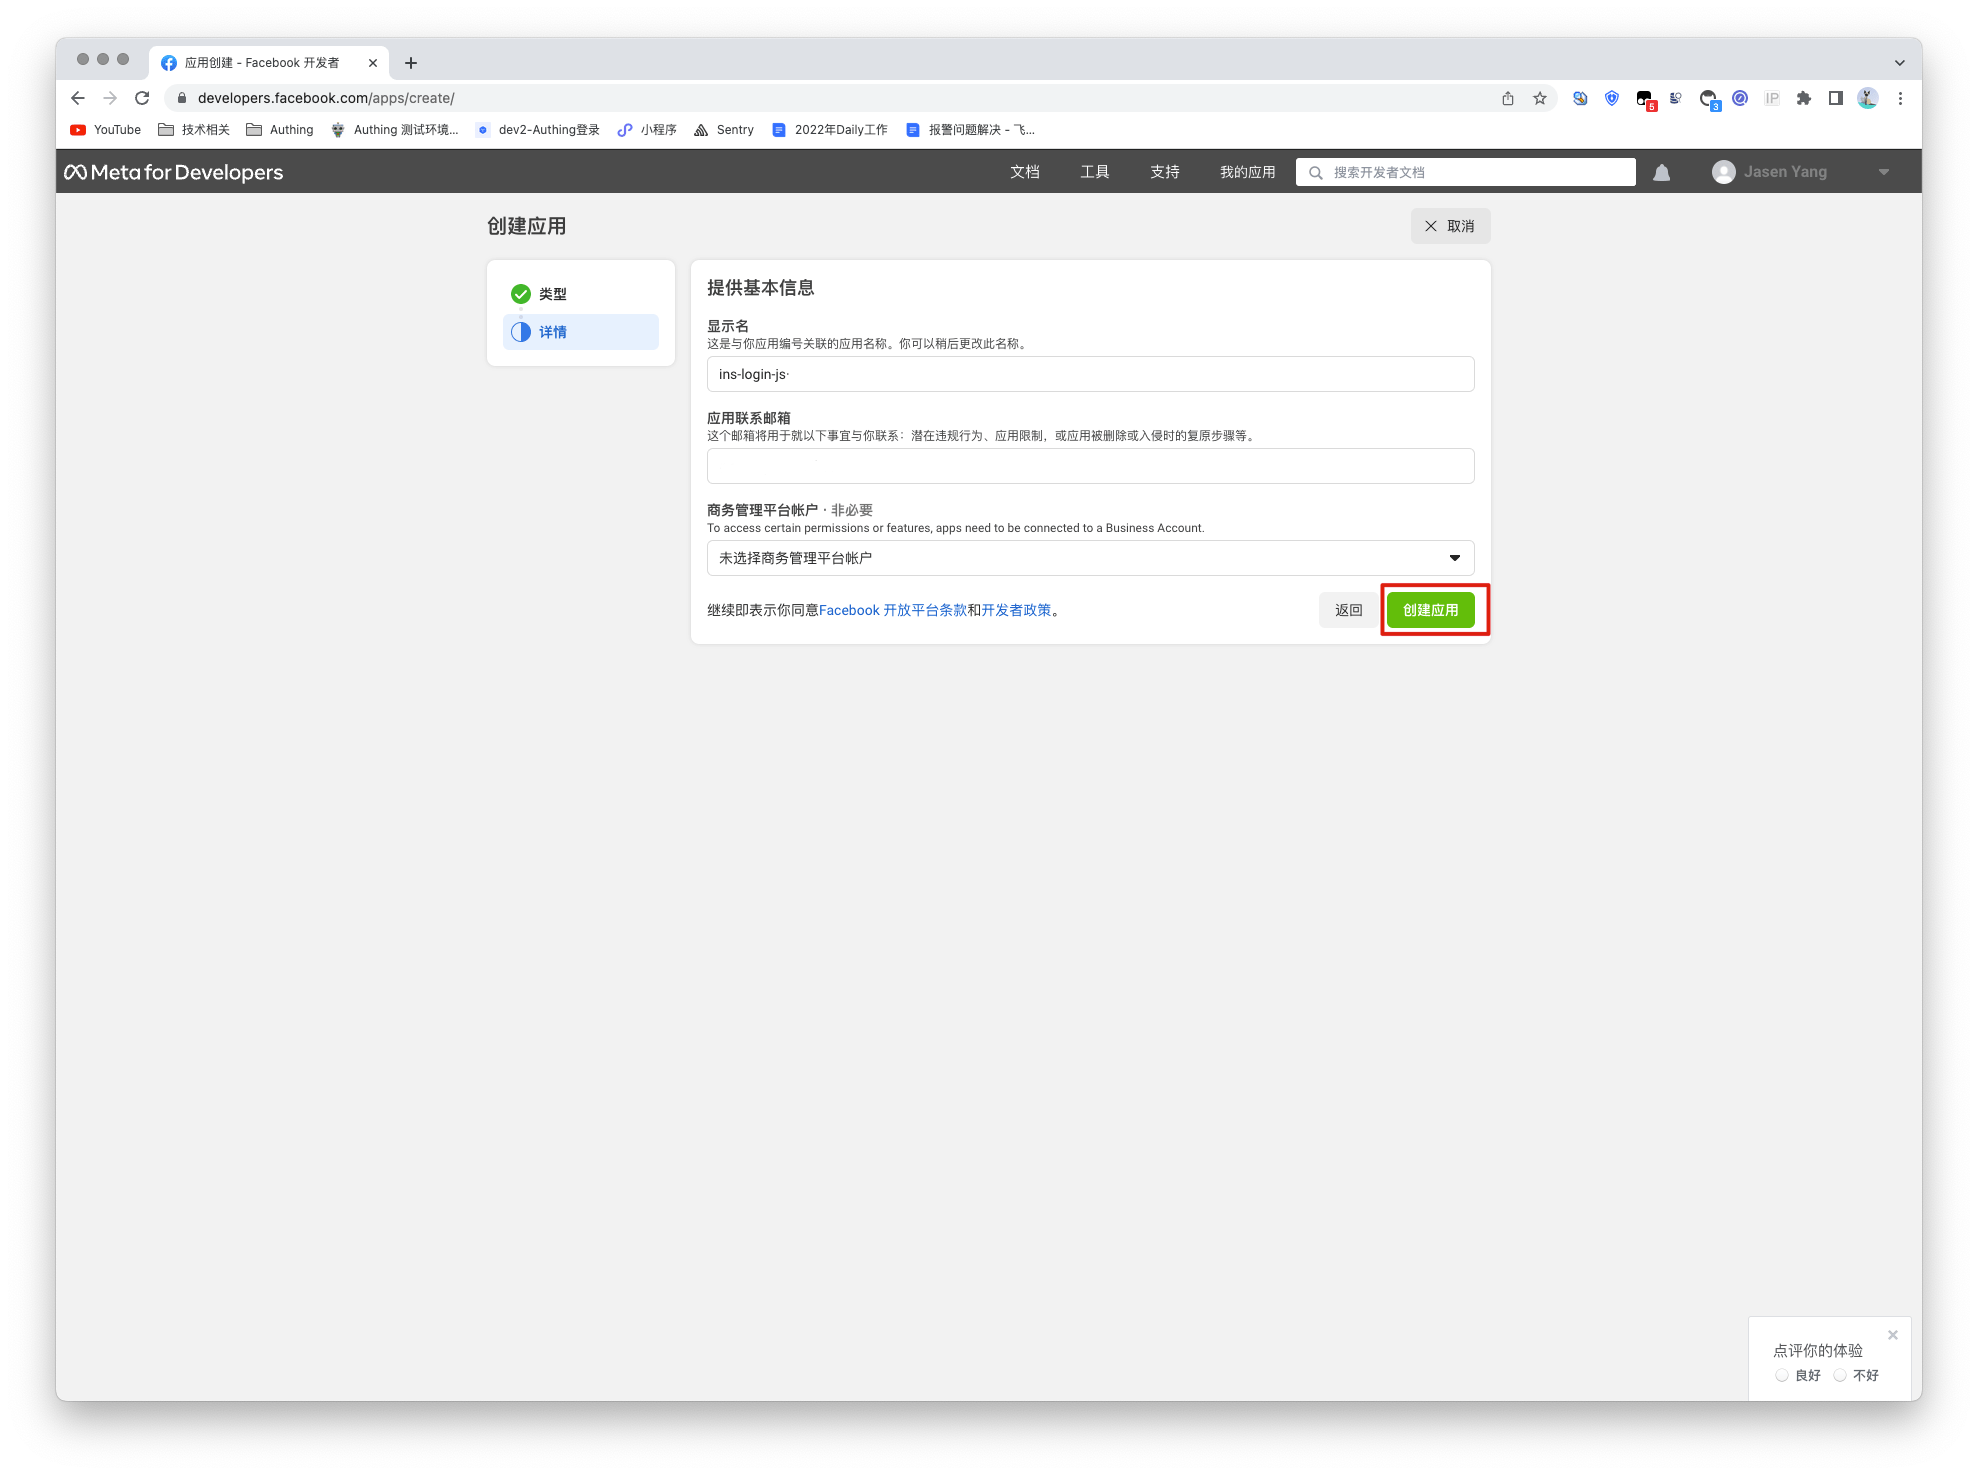 应用创建 - Facebook 开发者
developers.facebook.com/apps/create/
5
3
IP
YouTube 技术相关 Authing Authing 测试环境... dev2-Authing登录 小程序 Sentry 2022年Daily工作 报警问题解决 - 飞...
Meta for Developers 文档 工具 支持 我的应用 搜索开发者文档 Jasen Yang
创建应用
取消
类型
详情
提供基本信息
显示名
这是与你应用编号关联的应用名称。你可以稍后更改此名称。
ins-login-js·
应用联系邮箱
这个邮箱将用于就以下事宜与你联系：潜在违规行为、应用限制，或应用被删除或入侵时的复原步骤等。
商务管理平台帐户 · 非必要
To access certain permissions or features, apps need to be connected to a Business Account.
未选择商务管理平台帐户
继续即表示你同意Facebook 开放平台条款和开发者政策。
返回 创建应用
点评你的体验
良好 不好